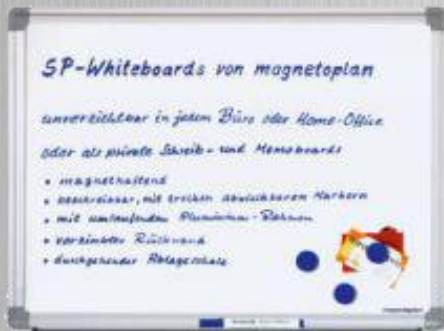 SP-Whiteboards von magnetoplan
unverzichtbar in jedem Büro oder Home-Office
oder als private Schreib- und Memoboards
• magnethaftend
• beschreibbar, mit trocken abwischbaren Markern
• mit umlaufendem Aluminium-Rahmen
• verzinkter Rückwand
• durchgehender Ablageschale